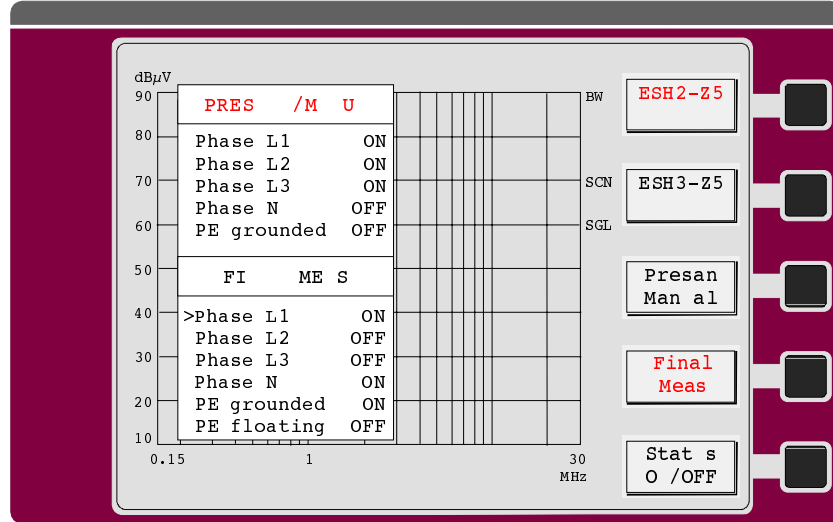 dBµV
90
80
70
60
50
40
30
20
10
0.15
1
30
MHz
BW
SCN
SGL
PRES /M U
Phase L1 ON
Phase L2 ON
Phase L3 ON
Phase N OFF
PE grounded OFF
FI ME S
>Phase L1 ON
Phase L2 OFF
Phase L3 OFF
Phase N ON
PE grounded ON
PE floating OFF
ESH2-Z5
ESH3-Z5
Presan
Man al
Final
Meas
Stat s
O /OFF